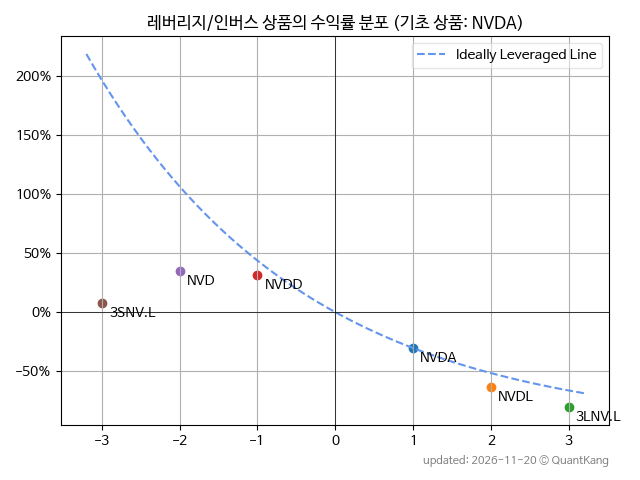 레버리지/인버스 상품의 수익률 분포 (기초 상품: NVDA)
Ideally Leveraged Line
200%
150%
100%
50%
0%
−50%
NVD
NVDD
3SNV.L
NVDA
NVDL
3LNV.L
−3 −2 −1 0 1 2 3
updated: 2026-11-20 © QuantKang